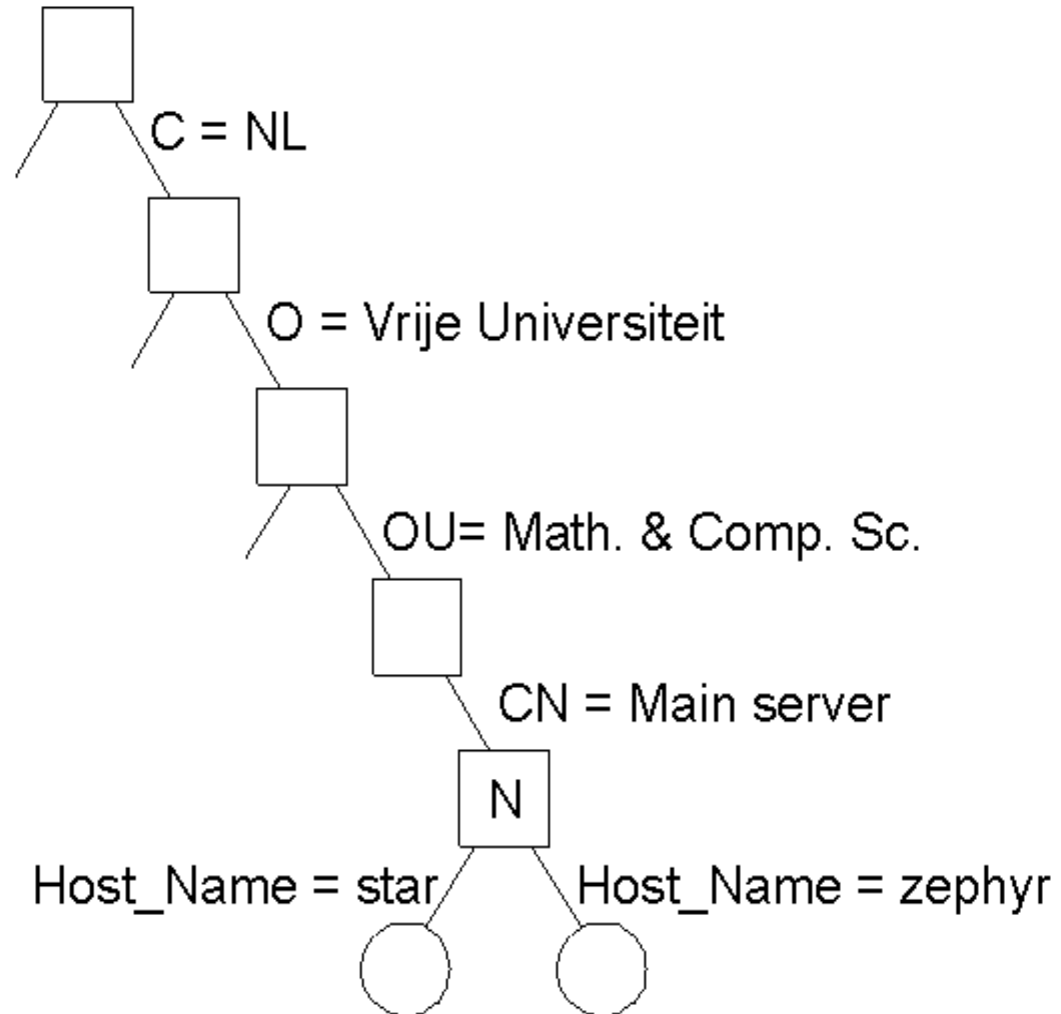 C = NL
O = Vrije Universiteit
OU= Math. & Comp. Sc.
CN = Main server
N
Host_Name = star
Host_Name = zephyr